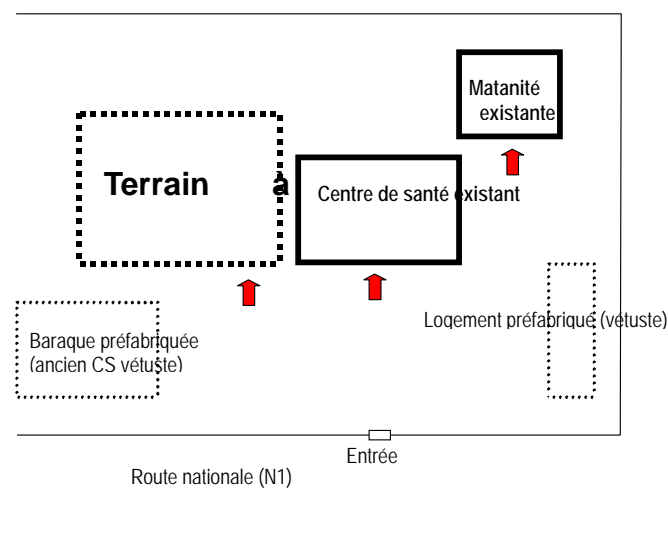 Matanité
existante
Terrain à
Centre de santé existant
Logement préfabriqué (vétuste)
Baraque préfabriquée
(ancien CS vétuste)
Entrée
Route nationale (N1)